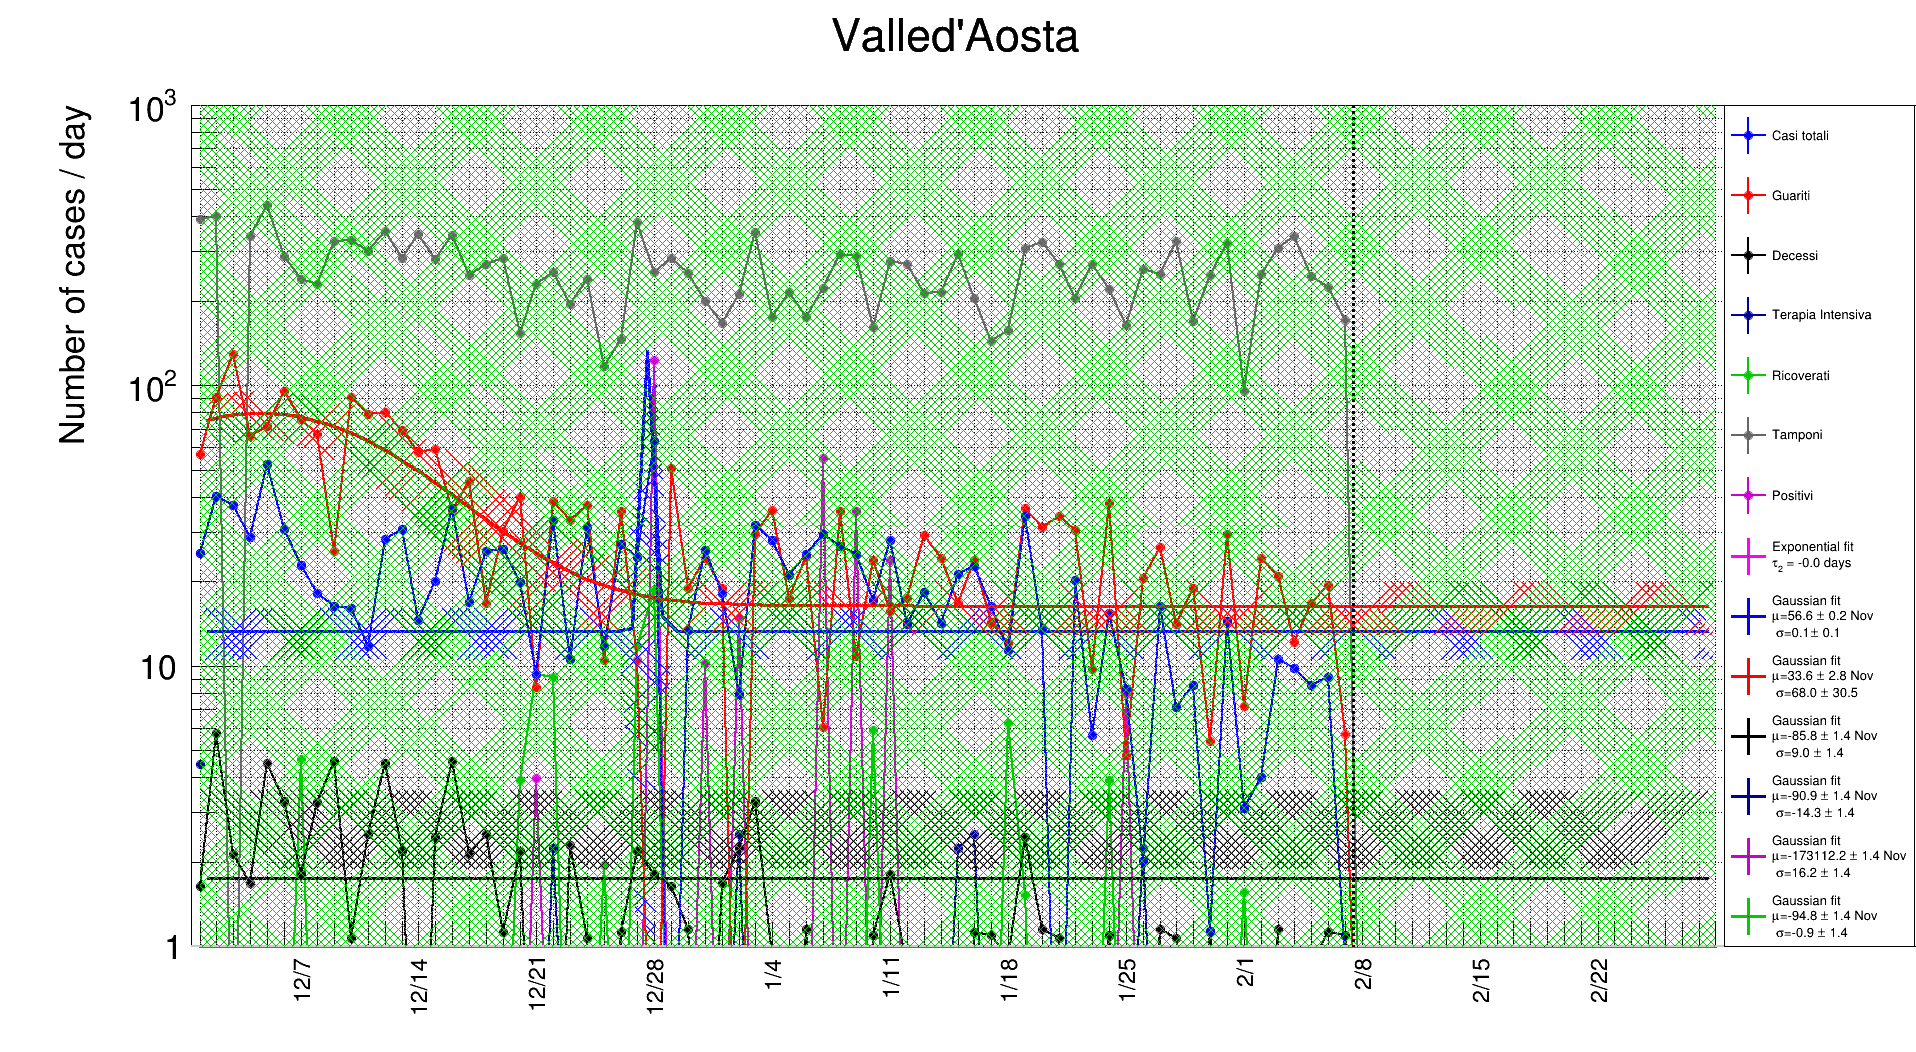 Valled'Aosta
Number of cases / day
10³
10²
10
1
12/7
12/14
12/21
12/28
1/4
1/11
1/18
1/25
2/1
2/8
2/15
2/22
Casi totali
Guariti
Decessi
Terapia Intensiva
Ricoverati
Tamponi
Positivi
Exponential fit
τ₂ = -0.0 days
Gaussian fit
μ=56.6 ± 0.2 Nov
σ=0.1± 0.1
Gaussian fit
μ=33.6 ± 2.8 Nov
σ=68.0 ± 30.5
Gaussian fit
μ=-85.8 ± 1.4 Nov
σ=9.0 ± 1.4
Gaussian fit
μ=-90.9 ± 1.4 Nov
σ=-14.3 ± 1.4
Gaussian fit
μ=-173112.2 ± 1.4 Nov
σ=16.2 ± 1.4
Gaussian fit
μ=-94.8 ± 1.4 Nov
σ=-0.9 ± 1.4